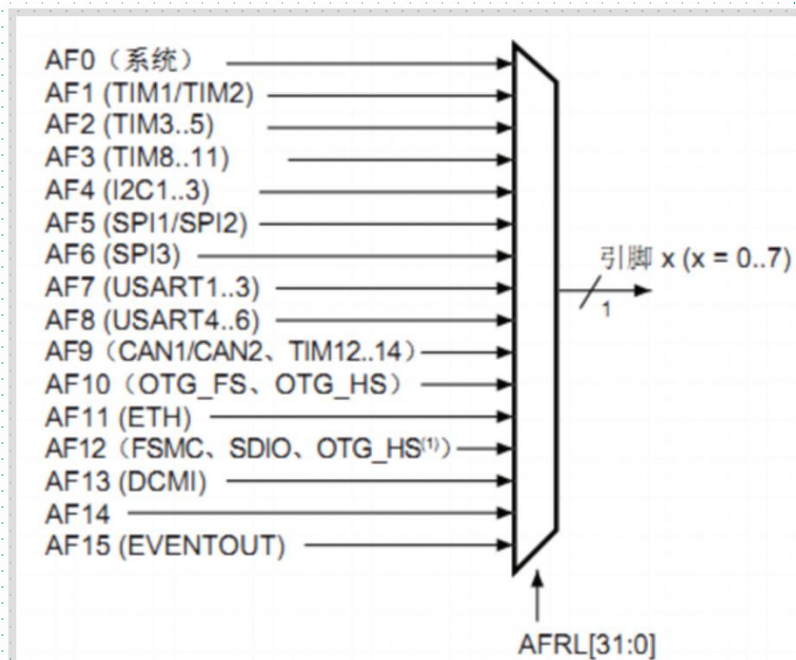 AF0（系统）
AF1 (TIM1/TIM2)
AF2 (TIM3..5)
AF3 (TIM8..11)
AF4 (I2C1..3)
AF5 (SPI1/SPI2)
AF6 (SPI3)
AF7 (USART1..3)
AF8 (USART4..6)
AF9（CAN1/CAN2、TIM12..14）
AF10（OTG_FS、OTG_HS）
AF11 (ETH)
AF12（FSMC、SDIO、OTG_HS⁽¹⁾）
AF13 (DCMI)
AF14
AF15 (EVENTOUT)
引脚 x (x = 0..7)
1
AFRL[31:0]